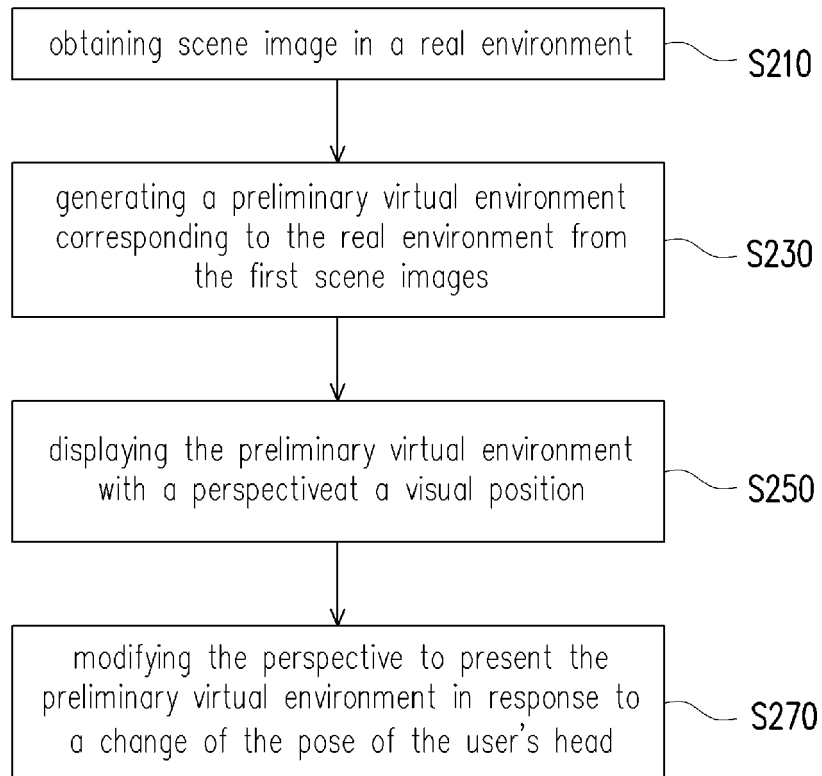 obtaining scene image in a real environment
S210
generating a preliminary virtual environment
corresponding to the real environment from
the first scene images
S230
displaying the preliminary virtual environment
with a perspectiveat a visual position
S250
modifying the perspective to present the
preliminary virtual environment in response to
a change of the pose of the user's head
S270